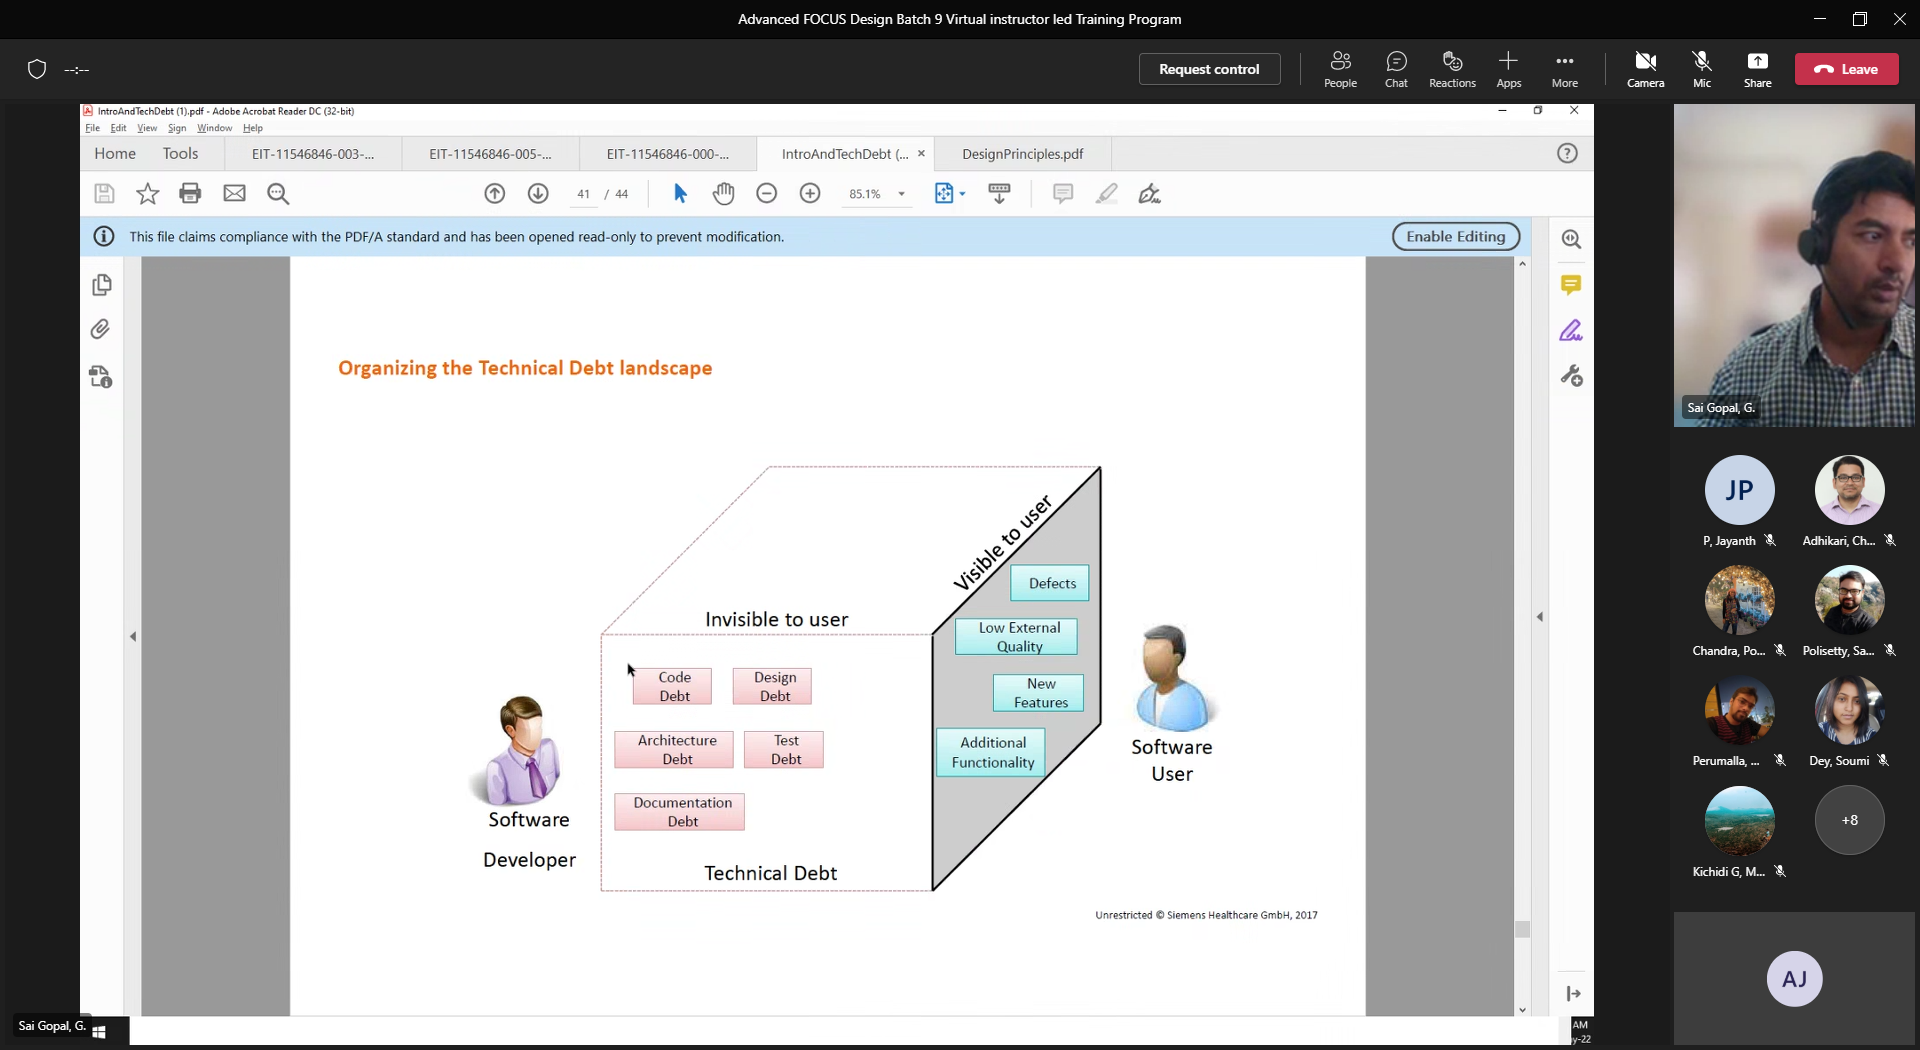 Advanced FOCUS Design Batch 9 Virtual instructor led Training Program
--:--
Request control
People
Chat
Reactions
Apps
More
Camera
Mic
Share
Leave
IntroAndTechDebt (1).pdf - Adobe Acrobat Reader DC (32-bit)
File Edit View Sign Window Help
Home
Tools
EIT-11546846-003-...
EIT-11546846-005-...
EIT-11546846-000-...
IntroAndTechDebt (...
DesignPrinciples.pdf
41 / 44
85.1%
This file claims compliance with the PDF/A standard and has been opened read-only to prevent modification.
Enable Editing
Organizing the Technical Debt landscape
Visible to user
Invisible to user
Defects
Low External
Quality
New
Features
Additional
Functionality
Code
Debt
Design
Debt
Architecture
Debt
Test
Debt
Documentation
Debt
Technical Debt
Software
Developer
Software
User
Unrestricted © Siemens Healthcare GmbH, 2017
Sai Gopal, G.
JP
P, Jayanth
Adhikari, Ch...
Chandra, Po...
Polisetty, Sa...
Perumalla, ...
Dey, Soumi
Kichidi G, M...
+8
AJ
Sai Gopal, G.
AM
y-22